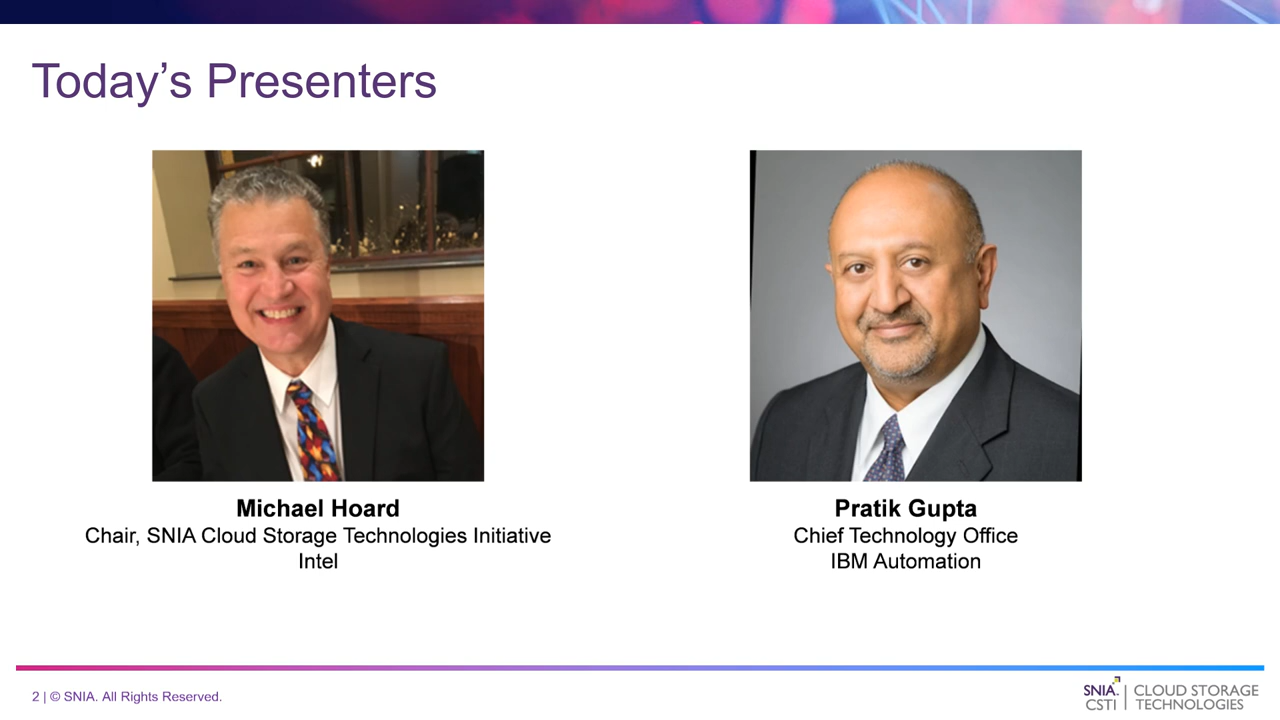 Today’s Presenters
Michael Hoard
Chair, SNIA Cloud Storage Technologies Initiative
Intel
Pratik Gupta
Chief Technology Office
IBM Automation
2 | © SNIA. All Rights Reserved.
SNIA. | CLOUD STORAGE
CSTI | TECHNOLOGIES